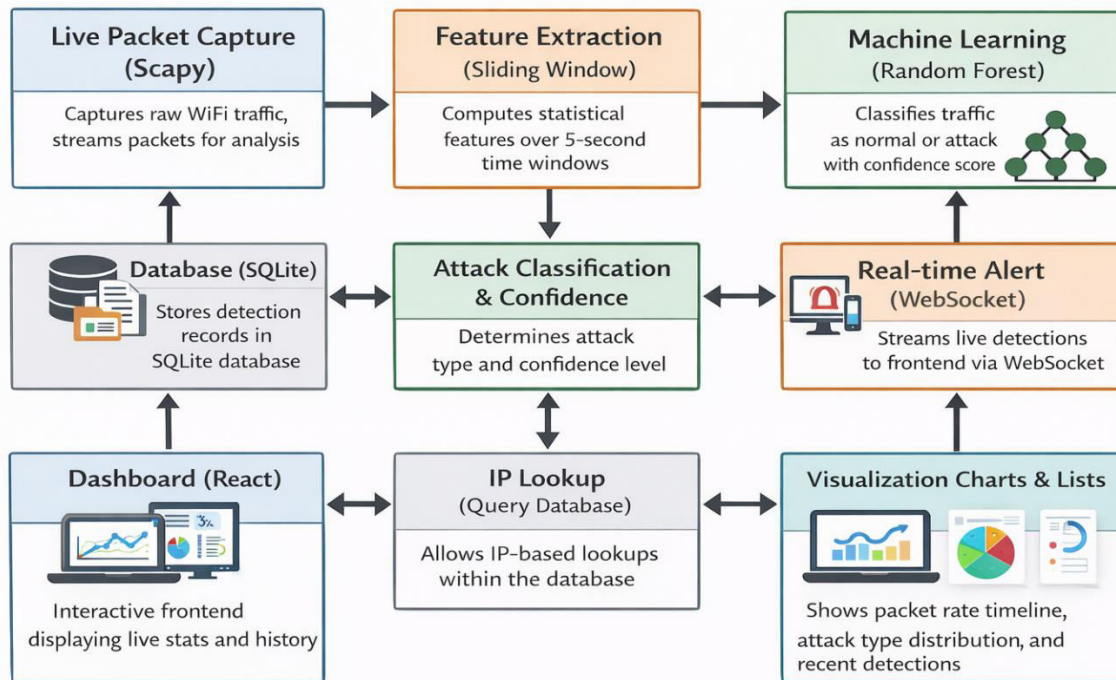 Live Packet Capture
(Scapy)
Captures raw WiFi traffic,
streams packets for analysis
Feature Extraction
(Sliding Window)
Computes statistical
features over 5-second
time windows
Machine Learning
(Random Forest)
Classifies traffic
as normal or attack
with confidence score
Database (SQLite)
Stores detection
records in
SQLite database
Attack Classification
& Confidence
Determines attack
type and confidence level
Real-time Alert
(WebSocket)
Streams live detections
to frontend via WebSocket
Dashboard (React)
Interactive frontend
displaying live stats and history
IP Lookup
(Query Database)
Allows IP-based lookups
within the database
Visualization Charts & Lists
Shows packet rate timeline,
attack type distribution, and
recent detections